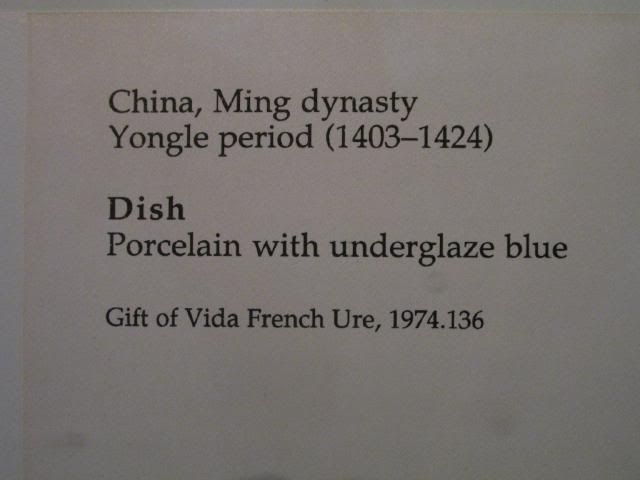 China, Ming dynasty
Yongle period (1403–1424)
Dish
Porcelain with underglaze blue
Gift of Vida French Ure, 1974.136